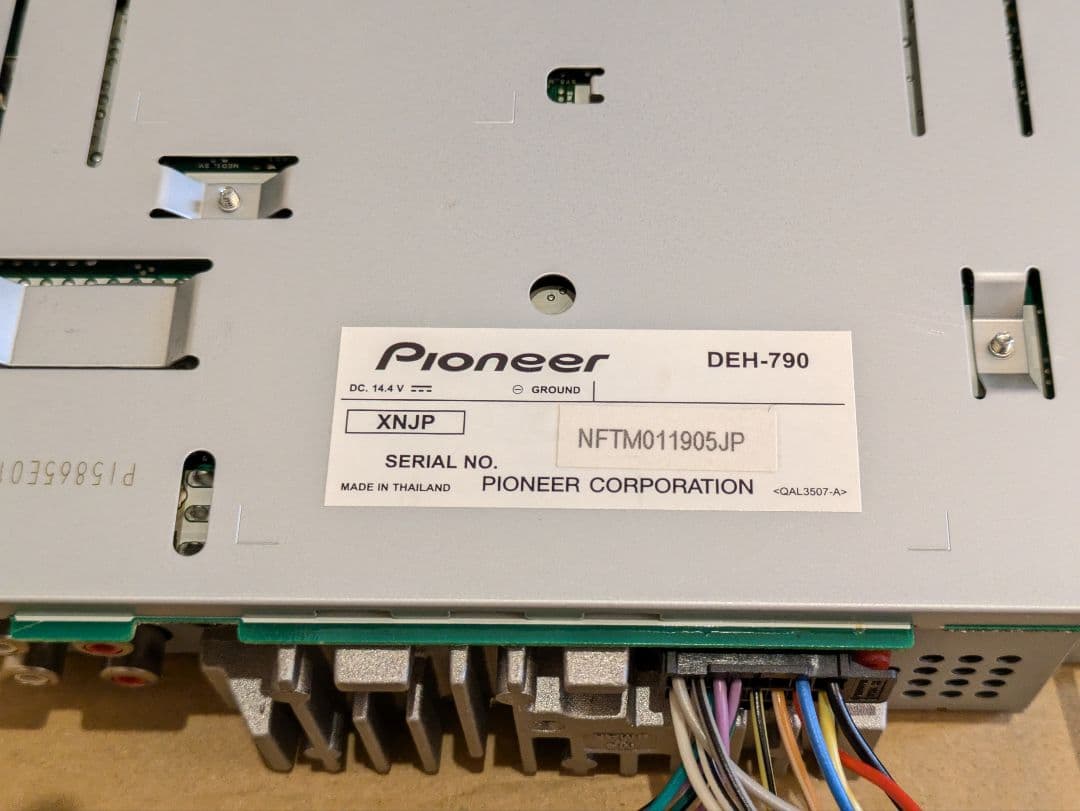 Pioneer DEH-790
DC. 14.4 V ⎓ ⊖ GROUND
XNJP
NFTM011905JP
SERIAL NO.
MADE IN THAILAND PIONEER CORPORATION <QAL3507-A>